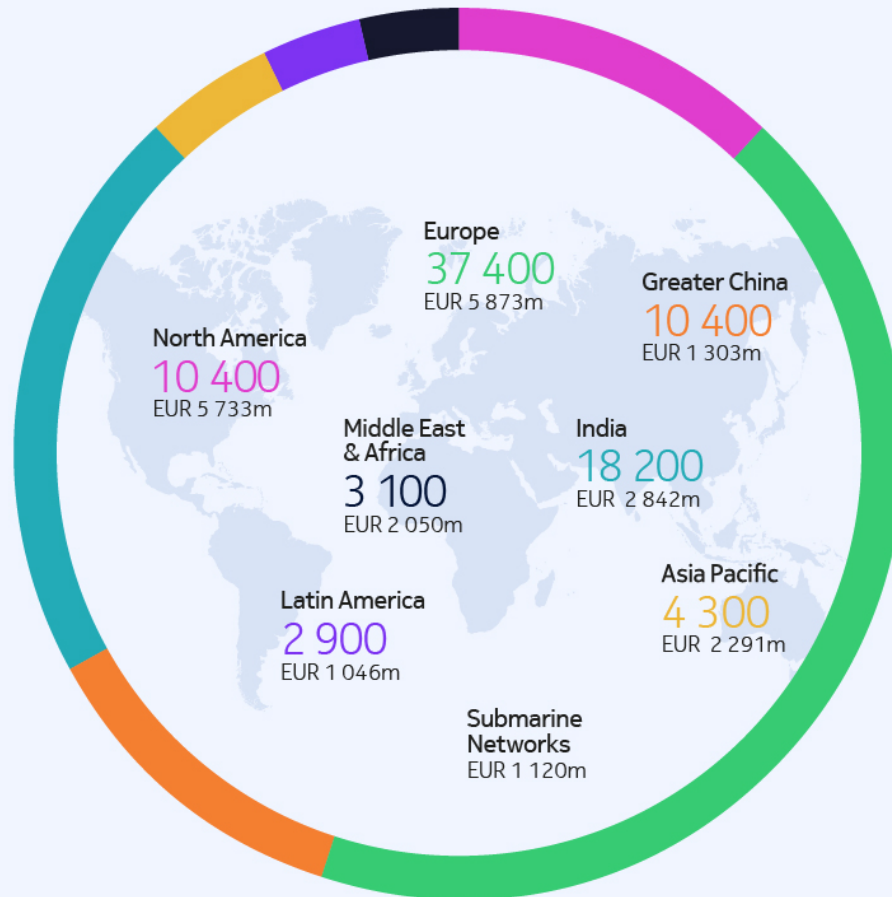 Europe
37 400
EUR 5 873m
Greater China
10 400
EUR 1 303m
North America
10 400
EUR 5 733m
Middle East
& Africa
3 100
EUR 2 050m
India
18 200
EUR 2 842m
Asia Pacific
4 300
EUR 2 291m
Latin America
2 900
EUR 1 046m
Submarine
Networks
EUR 1 120m